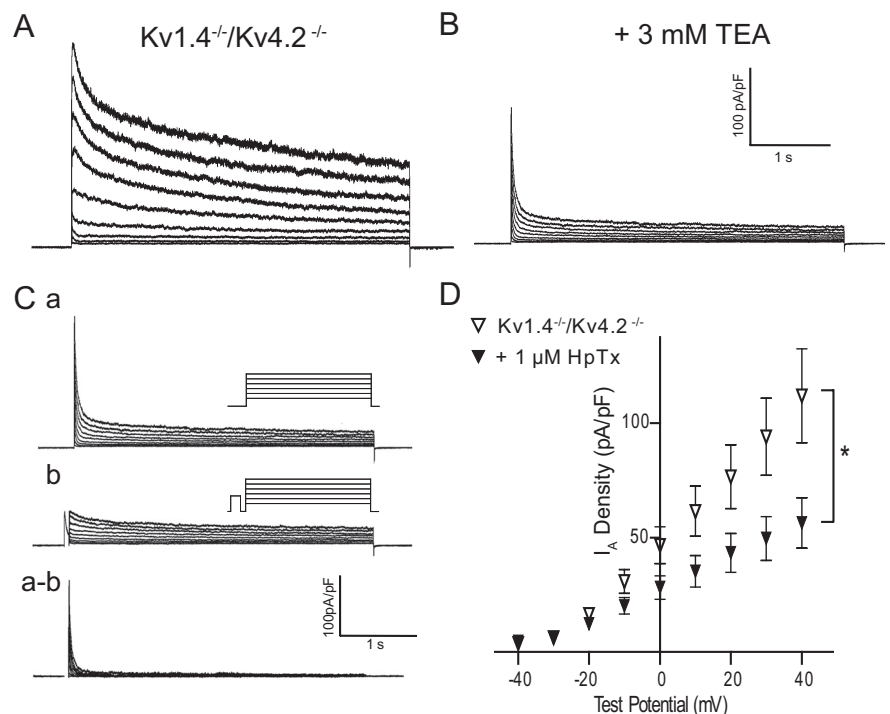 A
Kv1.4-/-/Kv4.2 -/-
B
+ 3 mM TEA
100 pA/pF
1 s
C a
b
a-b
100pA/pF
1 s
D
Kv1.4-/-/Kv4.2 -/-
+ 1 µM HpTx
IA Density (pA/pF)
100
50
*
-40 -20 0 20 40
Test Potential (mV)